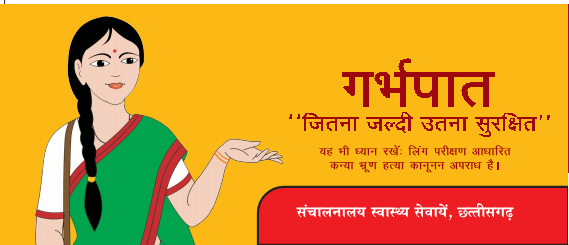 गर्भपात
‘‘जितना जल्दी उतना सुरक्षित’’
यह भी ध्यान रखेंः लिंग परीक्षण आधारित
कन्या भ्रूण हत्या कानूनन अपराध है।
संचालनालय स्वास्थ्य सेवायें, छत्तीसगढ़